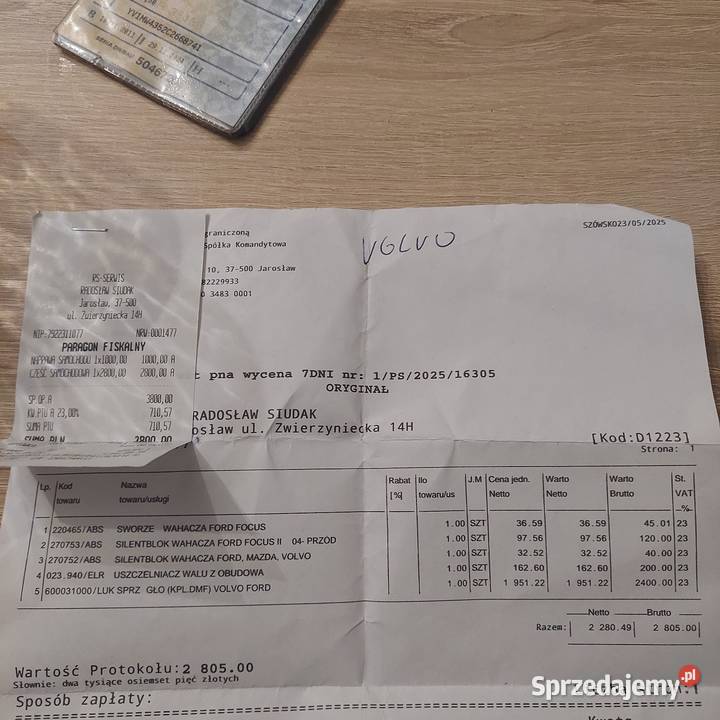 YV1MW4352C2668741
VOLVO
SZÓWSKO23/05/2025
graniczoną
Spółka Komandytowa
10, 37-500 Jarosław
82229933
0 3483 0001
RS-SERWIS
RADOSŁAW SIUDAK
Jarosław, 37-500
ul. Zwierzyniecka 14H
NIP:7922311077 NRW:0001477
PARAGON FISKALNY
NAPRAWA SAMOCHODU 1x1000,00 1000,00 A
CZĘŚĆ SAMOCHODOWA 1x2800,00 2800,00 A
SP.OP.A 3800,00
KW.PTU A 23,00% 710,57
SUMA PTU 710,57
SUMA PLN 3800,00
pna wycena 7DNI nr: 1/PS/2025/16305
ORYGINAŁ
RADOSŁAW SIUDAK
osław ul. Zwierzyniecka 14H
[Kod:D1223]
Strona: 1
Lp. Kod towaru Nazwa towaru/usługi Rabat [%] Ilo towaru/us J.M Cena jedn. Netto Warto Netto Warto Brutto St. VAT -%-
1 220465/ABS SWORZE WAHACZA FORD FOCUS 1.00 SZT 36.59 36.59 45.01 23
2 270753/ABS SILENTBLOK WAHACZA FORD FOCUS II 04- PRZOD 1.00 SZT 97.56 97.56 120.00 23
3 270752/ABS SILENTBLOK WAHACZA FORD, MAZDA, VOLVO 1.00 SZT 32.52 32.52 40.00 23
4 023.940/ELR USZCZELNIACZ WALU Z OBUDOWA 1.00 SZT 162.60 162.60 200.00 23
5 600031000/LUK SPRZ GŁO (KPL.DMF) VOLVO FORD 1.00 SZT 1 951.22 1 951.22 2400.00 23
Netto Brutto
Razem: 2 280.49 2 805.00
Wartość Protokołu:2 805.00
Słownie: dwa tysiące osiemset pięć złotych
Sposób zapłaty:
Sprzedajemy.pl